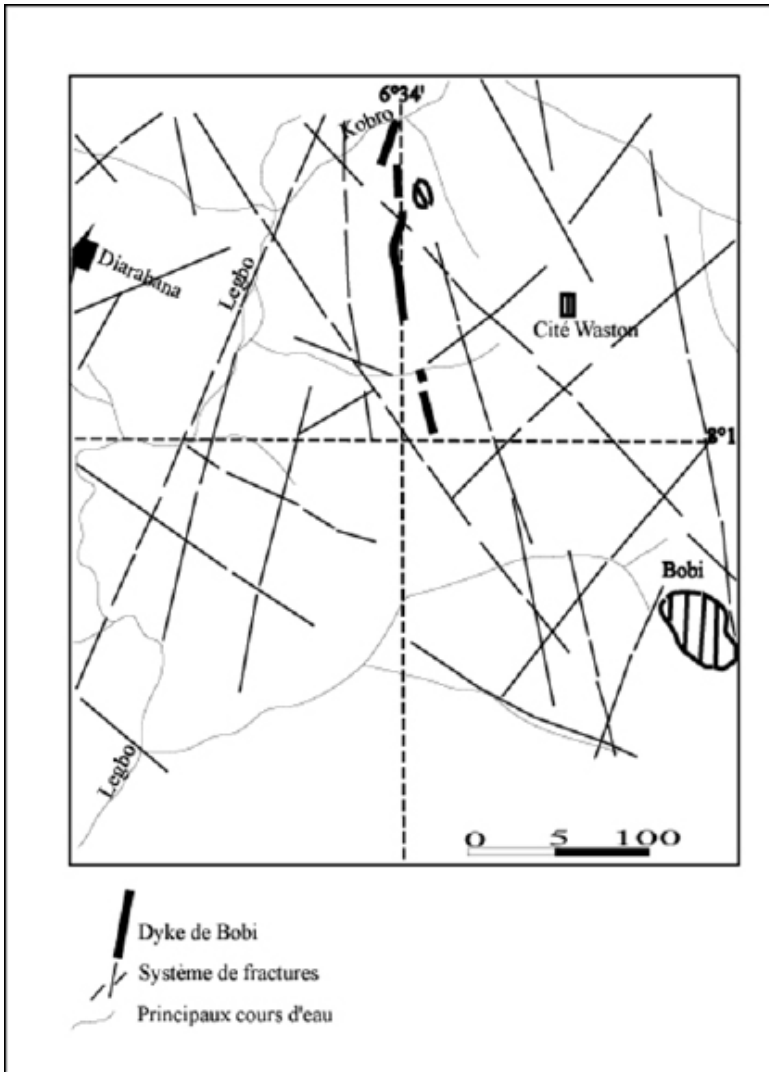 6°34'
Kobro
Diarabana
Legbo
Cité Waston
8°1
Bobi
Legbo
0 5 100
Dyke de Bobi
Système de fractures
Principaux cours d'eau